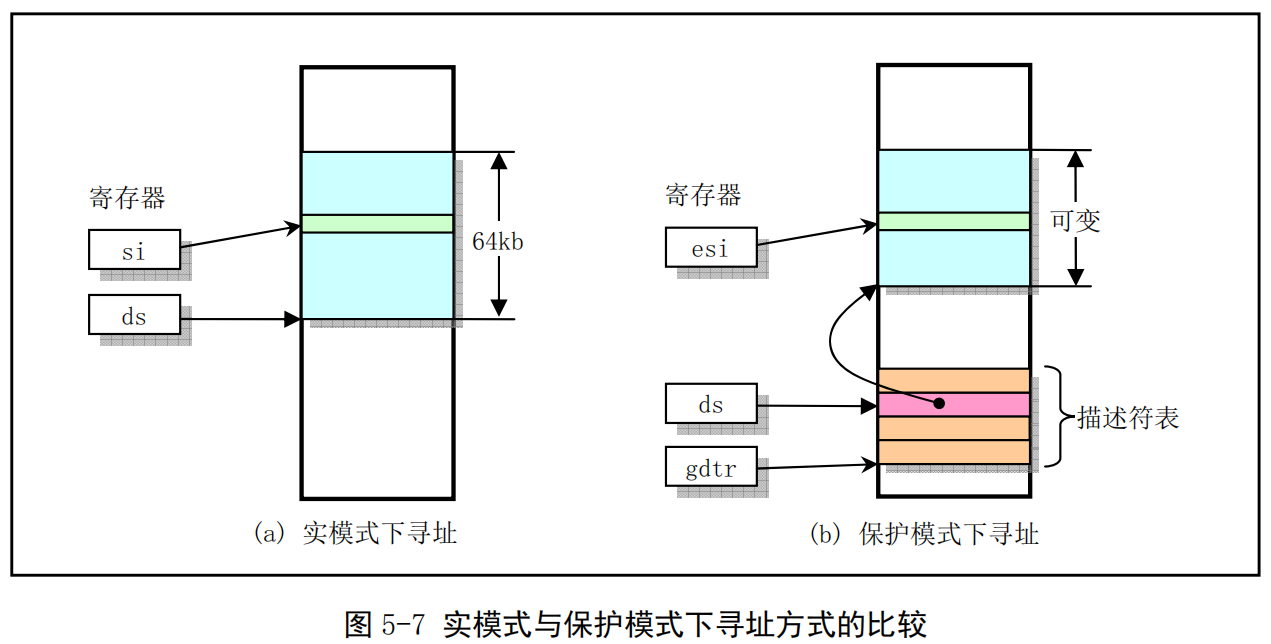 寄存器
si
ds
64kb
(a) 实模式下寻址
寄存器
esi
可变
ds
gdtr
描述符表
(b) 保护模式下寻址
图 5-7 实模式与保护模式下寻址方式的比较